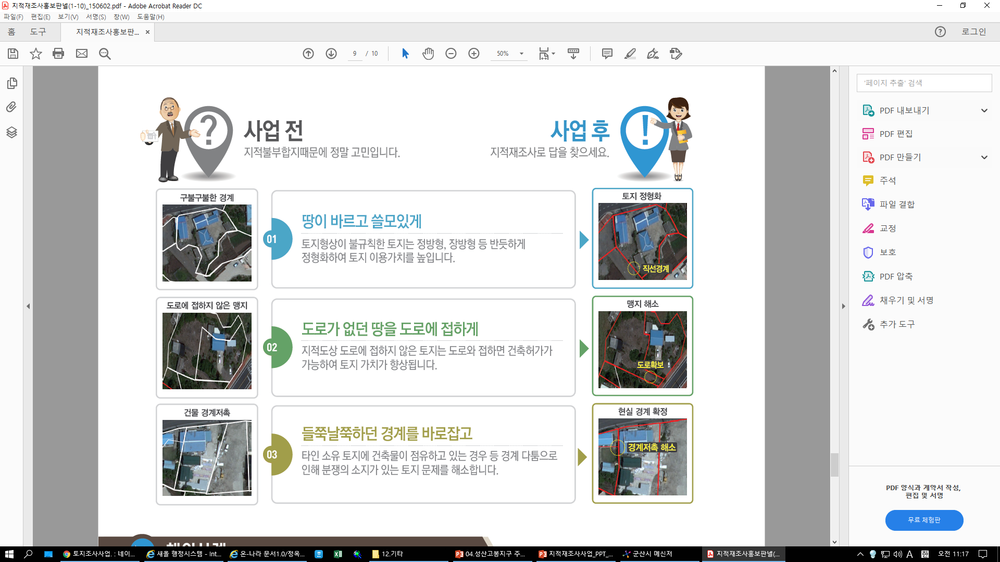 지적재조사홍보판넬(1-10)_150602.pdf - Adobe Acrobat Reader DC
파일(F) 편집(E) 보기(V) 서명(S) 창(W) 도움말(H)
홈 도구 지적재조사홍보판... × ? 로그인
9 / 10 50%
'페이지 추출' 검색
PDF 내보내기
PDF 편집
PDF 만들기
주석
파일 결합
교정
보호
PDF 압축
채우기 및 서명
추가 도구
PDF 양식과 계약서 작성,
편집 및 서명
무료 체험판
? 사업 전
지적불부합지때문에 정말 고민입니다.
사업 후 !
지적재조사로 답을 찾으세요.
구불구불한 경계
01
땅이 바르고 쓸모있게
토지형상이 불규칙한 토지는 정방형, 장방형 등 반듯하게
정형화하여 토지 이용가치를 높입니다.
토지 정형화
직선경계
도로에 접하지 않은 맹지
02
도로가 없던 땅을 도로에 접하게
지적도상 도로에 접하지 않은 토지는 도로와 접하면 건축허가가
가능하여 토지 가치가 향상됩니다.
맹지 해소
도로확보
건물 경계저촉
03
들쭉날쭉하던 경계를 바로잡고
타인 소유 토지에 건축물이 점유하고 있는 경우 등 경계 다툼으로
인해 분쟁의 소지가 있는 토지 문제를 해소합니다.
현실 경계 확정
경계저촉 해소
토지조사사업. : 네이... 새올 행정시스템 - Int... 온-나라 문서1.0/정옥... 12.기타 04.성산고봉지구 주... 지적재조사사업_PPT_... 군산시 메신저 지적재조사홍보판넬(... A 한 오전 11:17